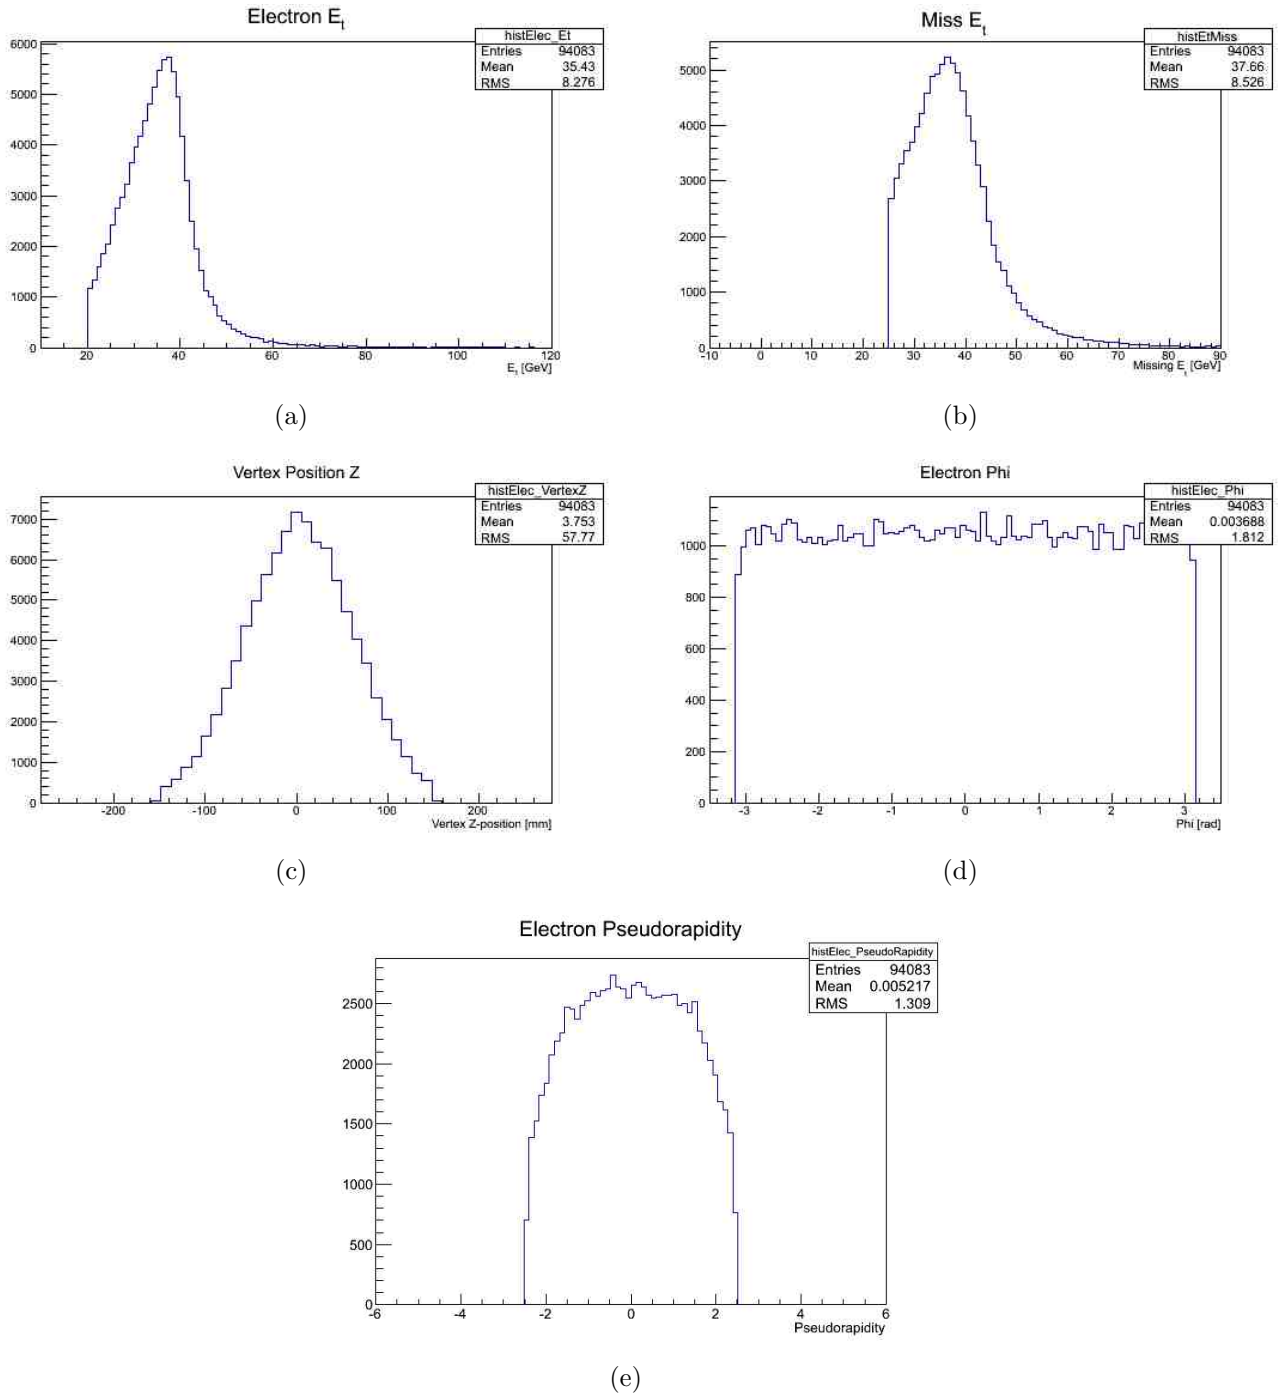 Electron Et
histElec_Et
Entries 94083
Mean 35.43
RMS 8.276
6000
5000
4000
3000
2000
1000
0
20 40 60 80 100 120
Et [GeV]
(a)
Miss Et
histEtMiss
Entries 94083
Mean 37.66
RMS 8.526
5000
4000
3000
2000
1000
0
-10 0 10 20 30 40 50 60 70 80 90
Missing Et [GeV]
(b)
Vertex Position Z
histElec_VertexZ
Entries 94083
Mean 3.753
RMS 57.77
7000
6000
5000
4000
3000
2000
1000
0
-200 -100 0 100 200
Vertex Z-position [mm]
(c)
Electron Phi
histElec_Phi
Entries 94083
Mean 0.003688
RMS 1.812
1000
800
600
400
200
0
-3 -2 -1 0 1 2 3
Phi [rad]
(d)
Electron Pseudorapidity
histElec_PseudoRapidity
Entries 94083
Mean 0.005217
RMS 1.309
2500
2000
1500
1000
500
0
-6 -4 -2 0 2 4 6
Pseudorapidity
(e)